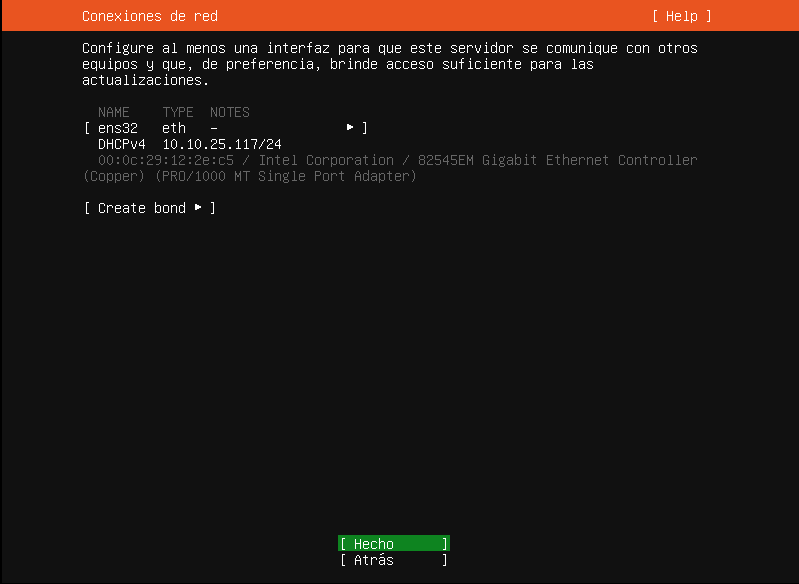 Conexiones de red [ Help ]
Configure al menos una interfaz para que este servidor se comunique con otros
equipos y que, de preferencia, brinde acceso suficiente para las
actualizaciones.
NAME TYPE NOTES
[ ens32 eth - ▸ ]
DHCPv4 10.10.25.117/24
00:0c:29:12:2e:c5 / Intel Corporation / 82545EM Gigabit Ethernet Controller
(Copper) (PRO/1000 MT Single Port Adapter)
[ Create bond ▸ ]
[ Hecho ]
[ Atrás ]